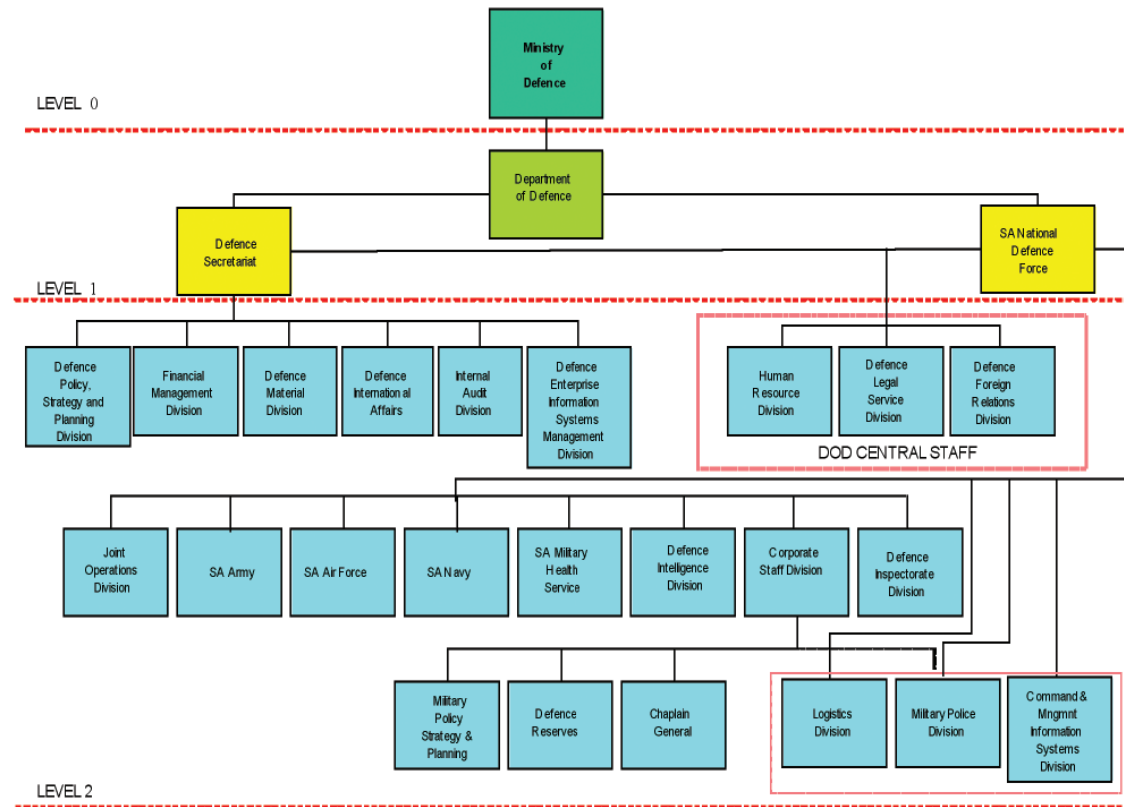 Ministry
of
Defence
LEVEL 0
Department
of Defence
Defence
Secretariat
SA National
Defence
Force
LEVEL 1
Defence
Policy,
Strategy and
Planning
Division
Financial
Management
Division
Defence
Material
Division
Defence
International
Affairs
Internal
Audit
Division
Defence
Enterprise
Information
Systems
Management
Division
Human
Resource
Division
Defence
Legal
Service
Division
Defence
Foreign
Relations
Division
DOD CENTRAL STAFF
Joint
Operations
Division
SA Army
SA Air Force
SA Navy
SA Military
Health
Service
Defence
Intelligence
Division
Corporate
Staff Division
Defence
Inspectorate
Division
Military
Policy
Strategy &
Planning
Defence
Reserves
Chaplain
General
Logistics
Division
Military Police
Division
Command &
Mngmnt
Information
Systems
Division
LEVEL 2